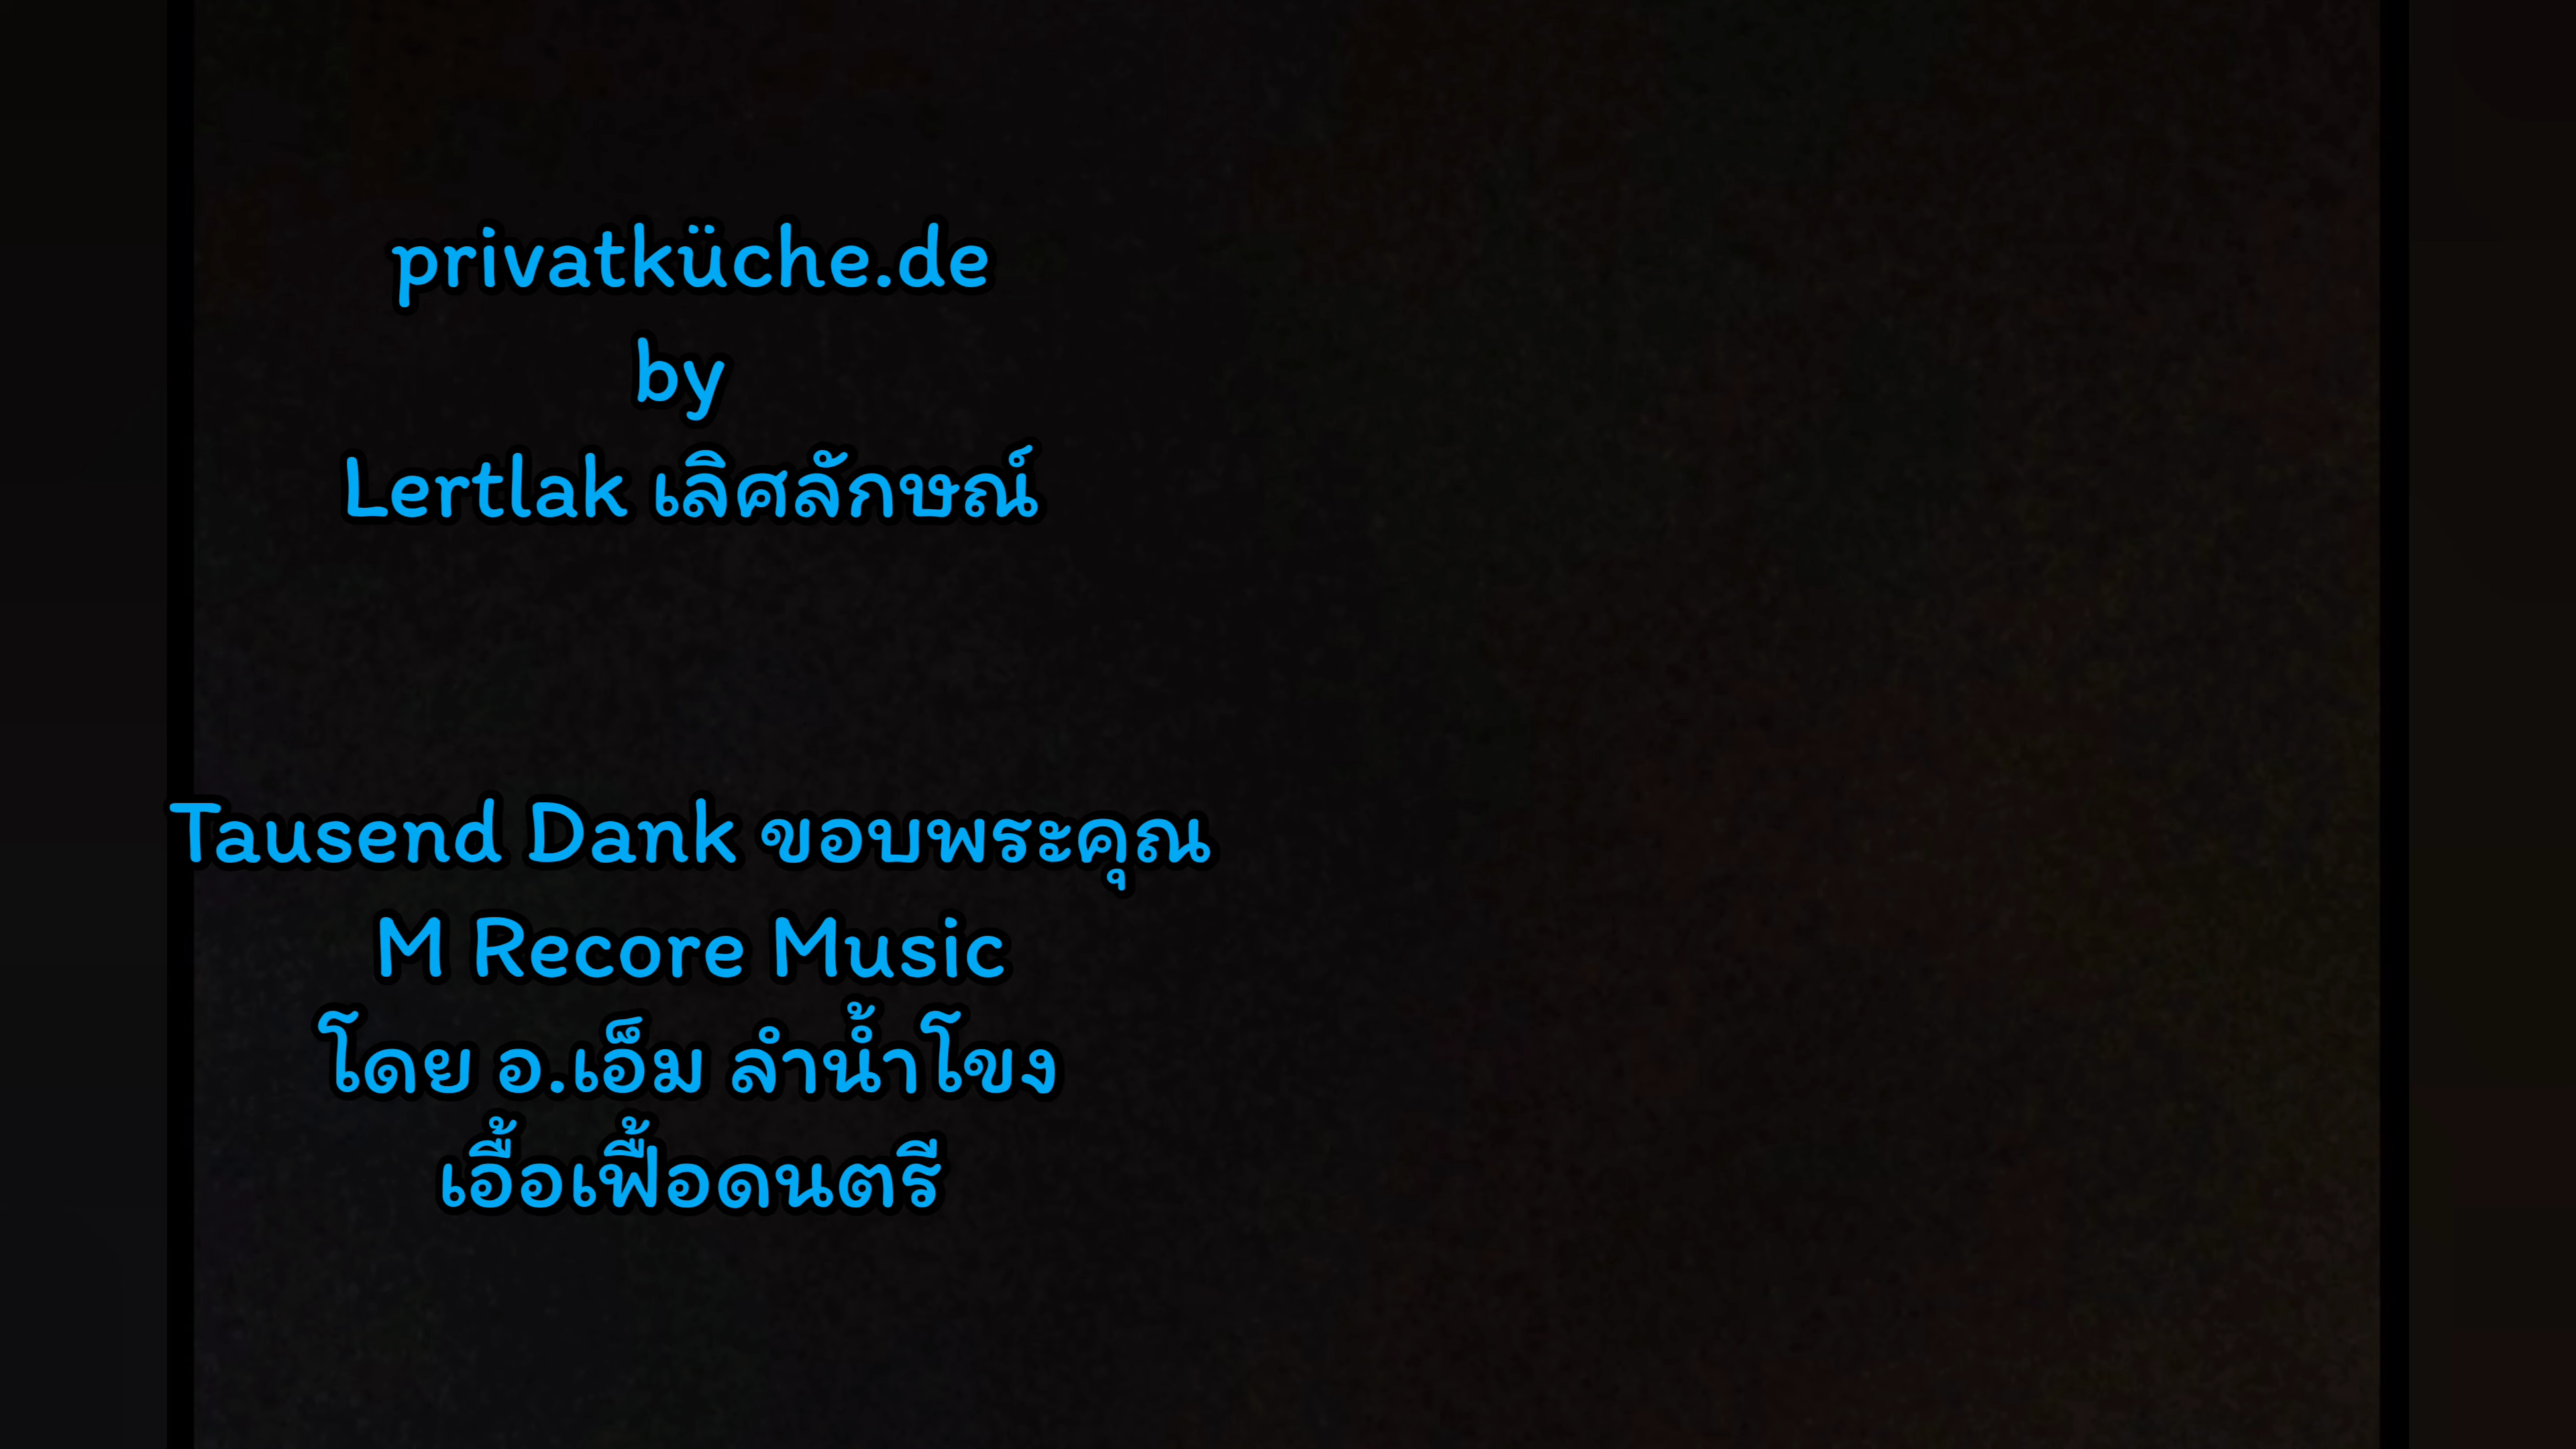 privatküche.de
by
Lertlak เลิศลักษณ์
Tausend Dank ขอบพระคุณ
M Recore Music
โดย อ.เอ็ม ลำน้ำโขง
เอื้อเฟื้อดนตรี